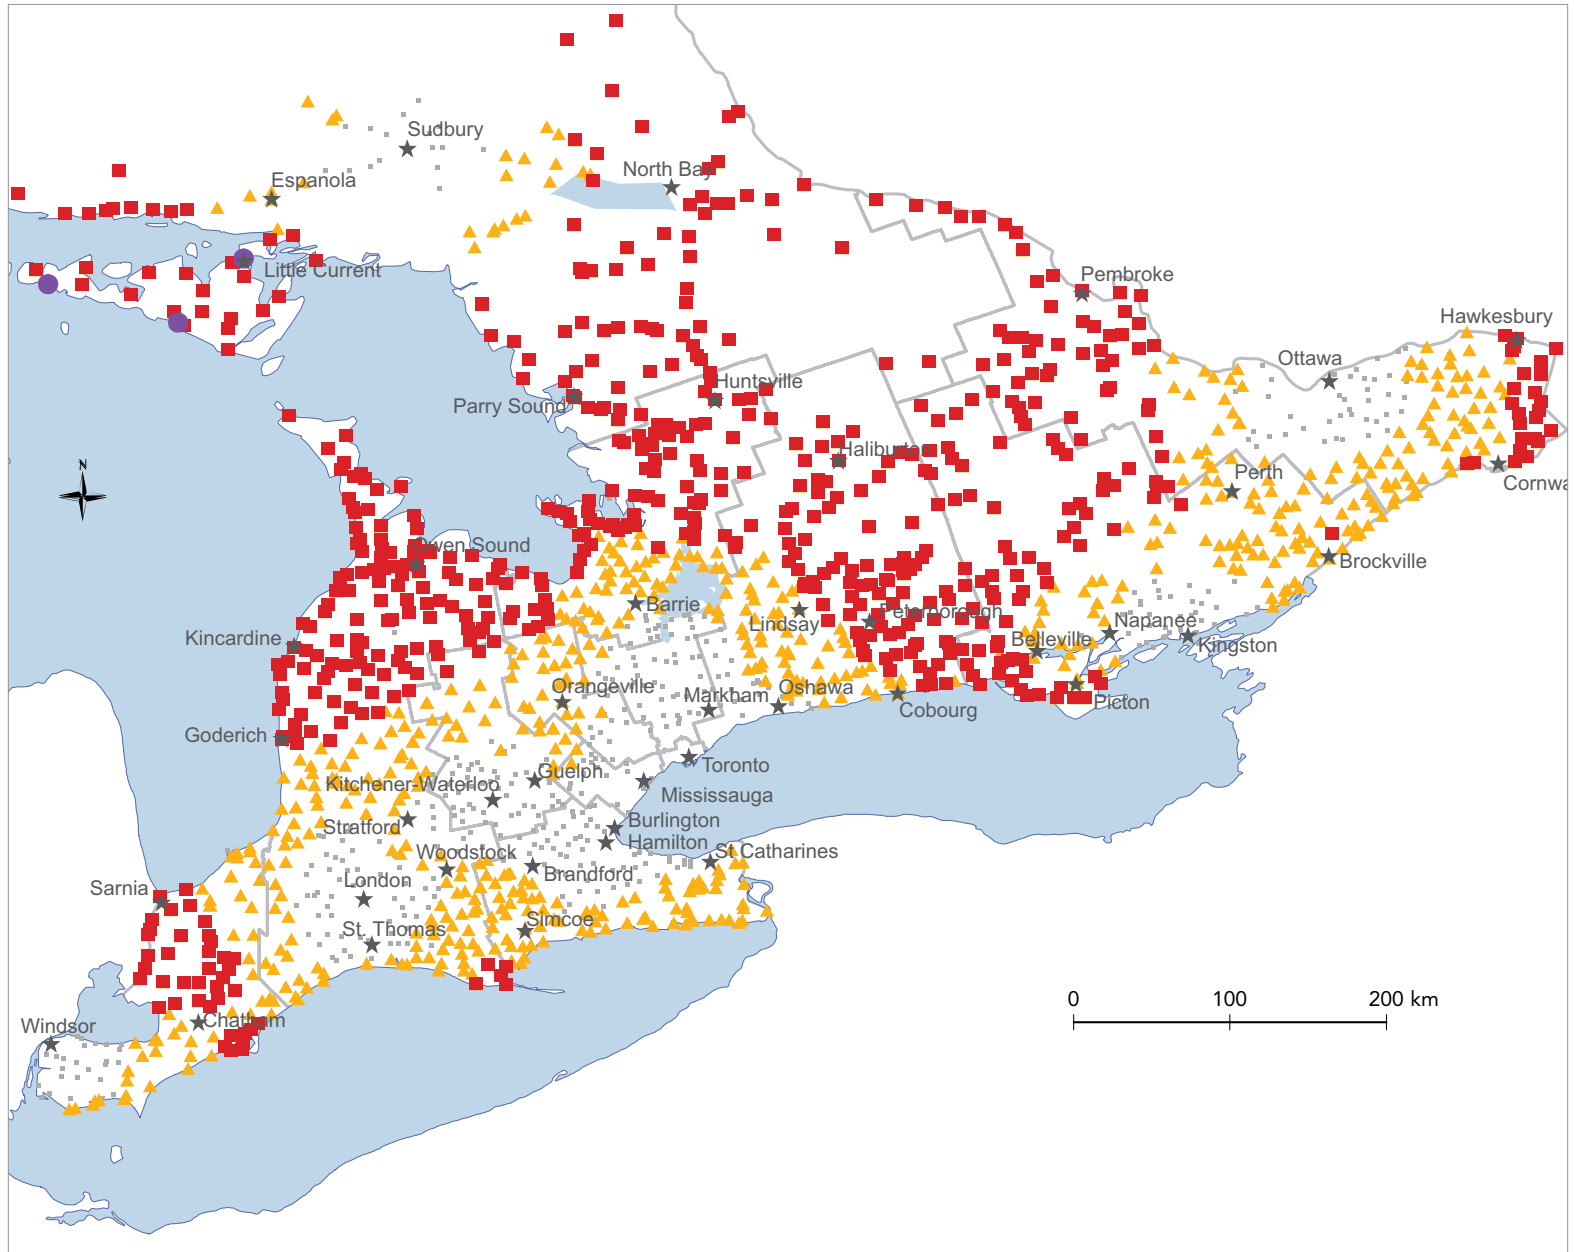 Sudbury
North Bay
Espanola
Little Current
Pembroke
Hawkesbury
Ottawa
Huntsville
Parry Sound
Haliburton
N
Perth
Cornwa
Owen Sound
Brockville
Barrie
Lindsay
Peterborough
Napanee
Kincardine
Belleville
Kingston
Orangeville
Markham
Oshawa
Cobourg
Picton
Goderich
Toronto
Guelph
Kitchener-Waterloo
Mississauga
Stratford
Burlington
Hamilton
Woodstock
St Catharines
Brandford
London
Sarnia
Simcoe
St. Thomas
0 100 200 km
Chatham
Windsor